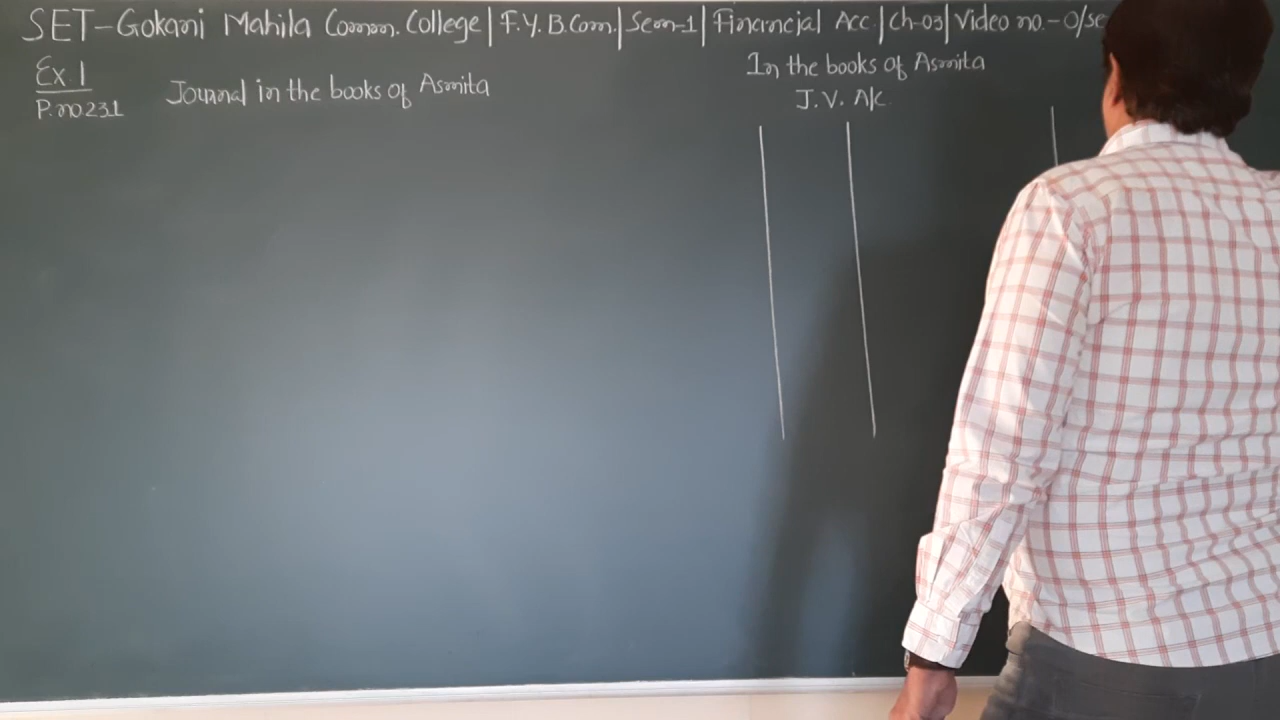 SET-Gokani Mahila Comm. College | F.Y.B.Com. | Sem-1 | Financial Acc. | Ch-03 | Video no.-0/se
Ex.1
P.no231
Journal in the books of Asmita
In the books of Asmita
J.V. A/c